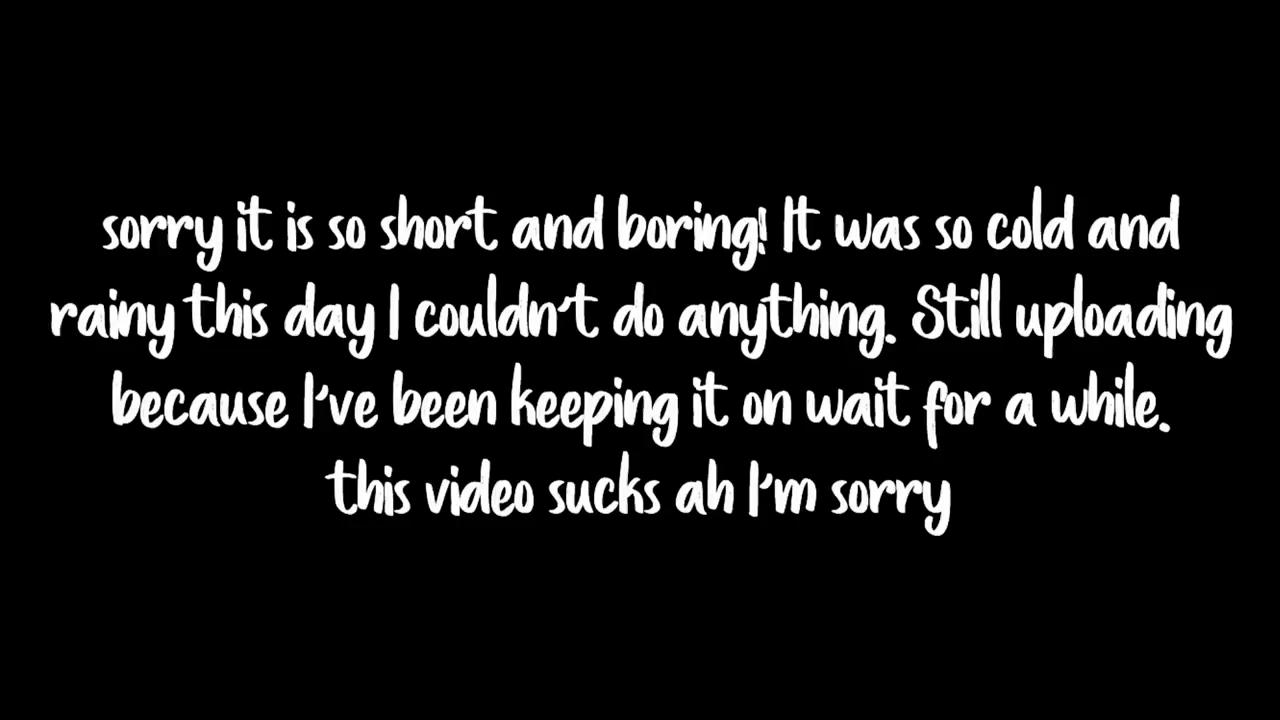 sorry it is so short and boring! It was so cold and
rainy this day I couldn't do anything. Still uploading
because I've been keeping it on wait for a while.
this video sucks ah I'm sorry